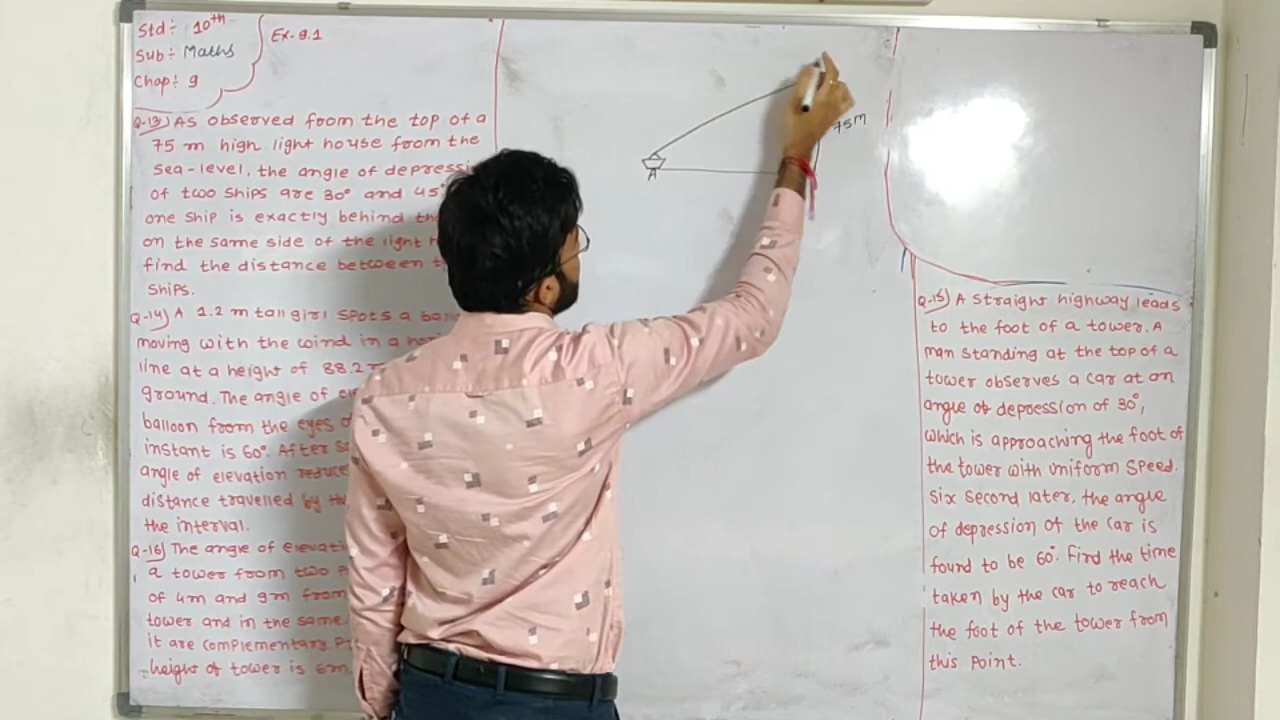 Std:- 10th
Sub:- Maths
Chap:- 9
Ex-9.1
Q-13) As observed from the top of a
75 m high light house from the
sea-level, the angle of depressi
of two ships are 30° and 45°
one ship is exactly behind the
on the same side of the light h
find the distance between t
ships.
Q-14) A 1.2 m tall girl spots a ba
moving with the wind in a ho
line at a height of 88.2
ground. The angle of e
balloon from the eyes o
instant is 60°. After s
angle of elevation reduce
distance travelled by th
the interval.
Q-16) The angle of elevati
a tower from two P
of 4m and 9m from
tower and in the same
it are complementary. P
height of tower is 6m
A
75m
Q-15) A straight highway leads
to the foot of a tower. A
man standing at the top of a
tower observes a car at an
angle of depression of 30°,
which is approaching the foot of
the tower with uniform speed.
six second later, the angle
of depression of the car is
found to be 60°. Find the time
taken by the car to reach
the foot of the tower from
this point.